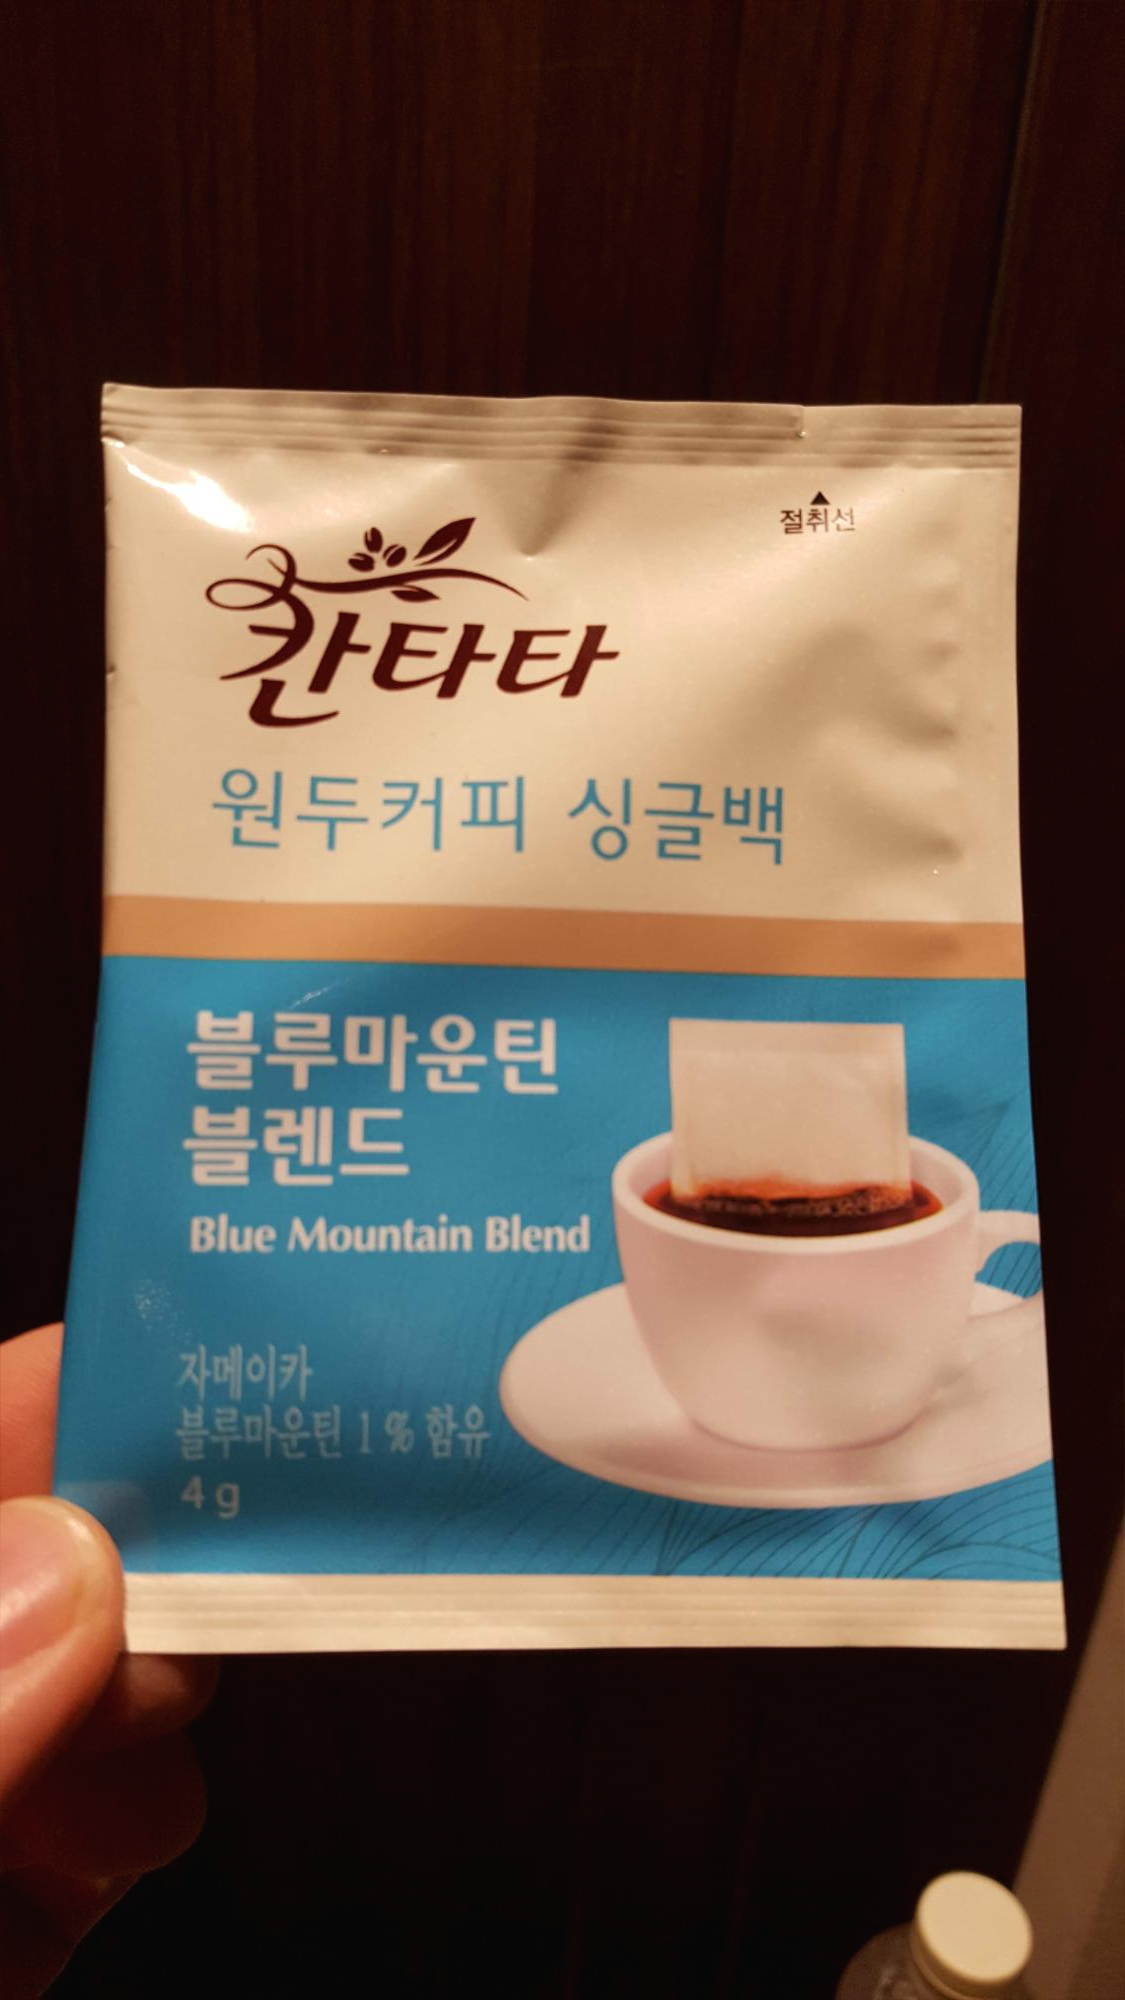 ▲
절취선
칸타타
원두커피 싱글백
블루마운틴
블렌드
Blue Mountain Blend
자메이카
블루마운틴 1% 함유
4g